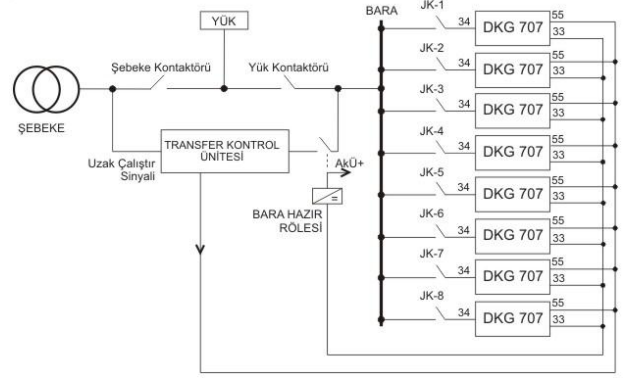 YÜK
BARA
ŞEBEKE
Şebeke Kontaktörü
Yük Kontaktörü
TRANSFER KONTROL
ÜNİTESİ
Uzak Çalıştır
Sinyali
AkÜ+
=
BARA HAZIR
RÖLESİ
JK-1
34
DKG 707
55
33
JK-2
34
DKG 707
55
33
JK-3
34
DKG 707
55
33
JK-4
34
DKG 707
55
33
JK-5
34
DKG 707
55
33
JK-6
34
DKG 707
55
33
JK-7
34
DKG 707
55
33
JK-8
34
DKG 707
55
33